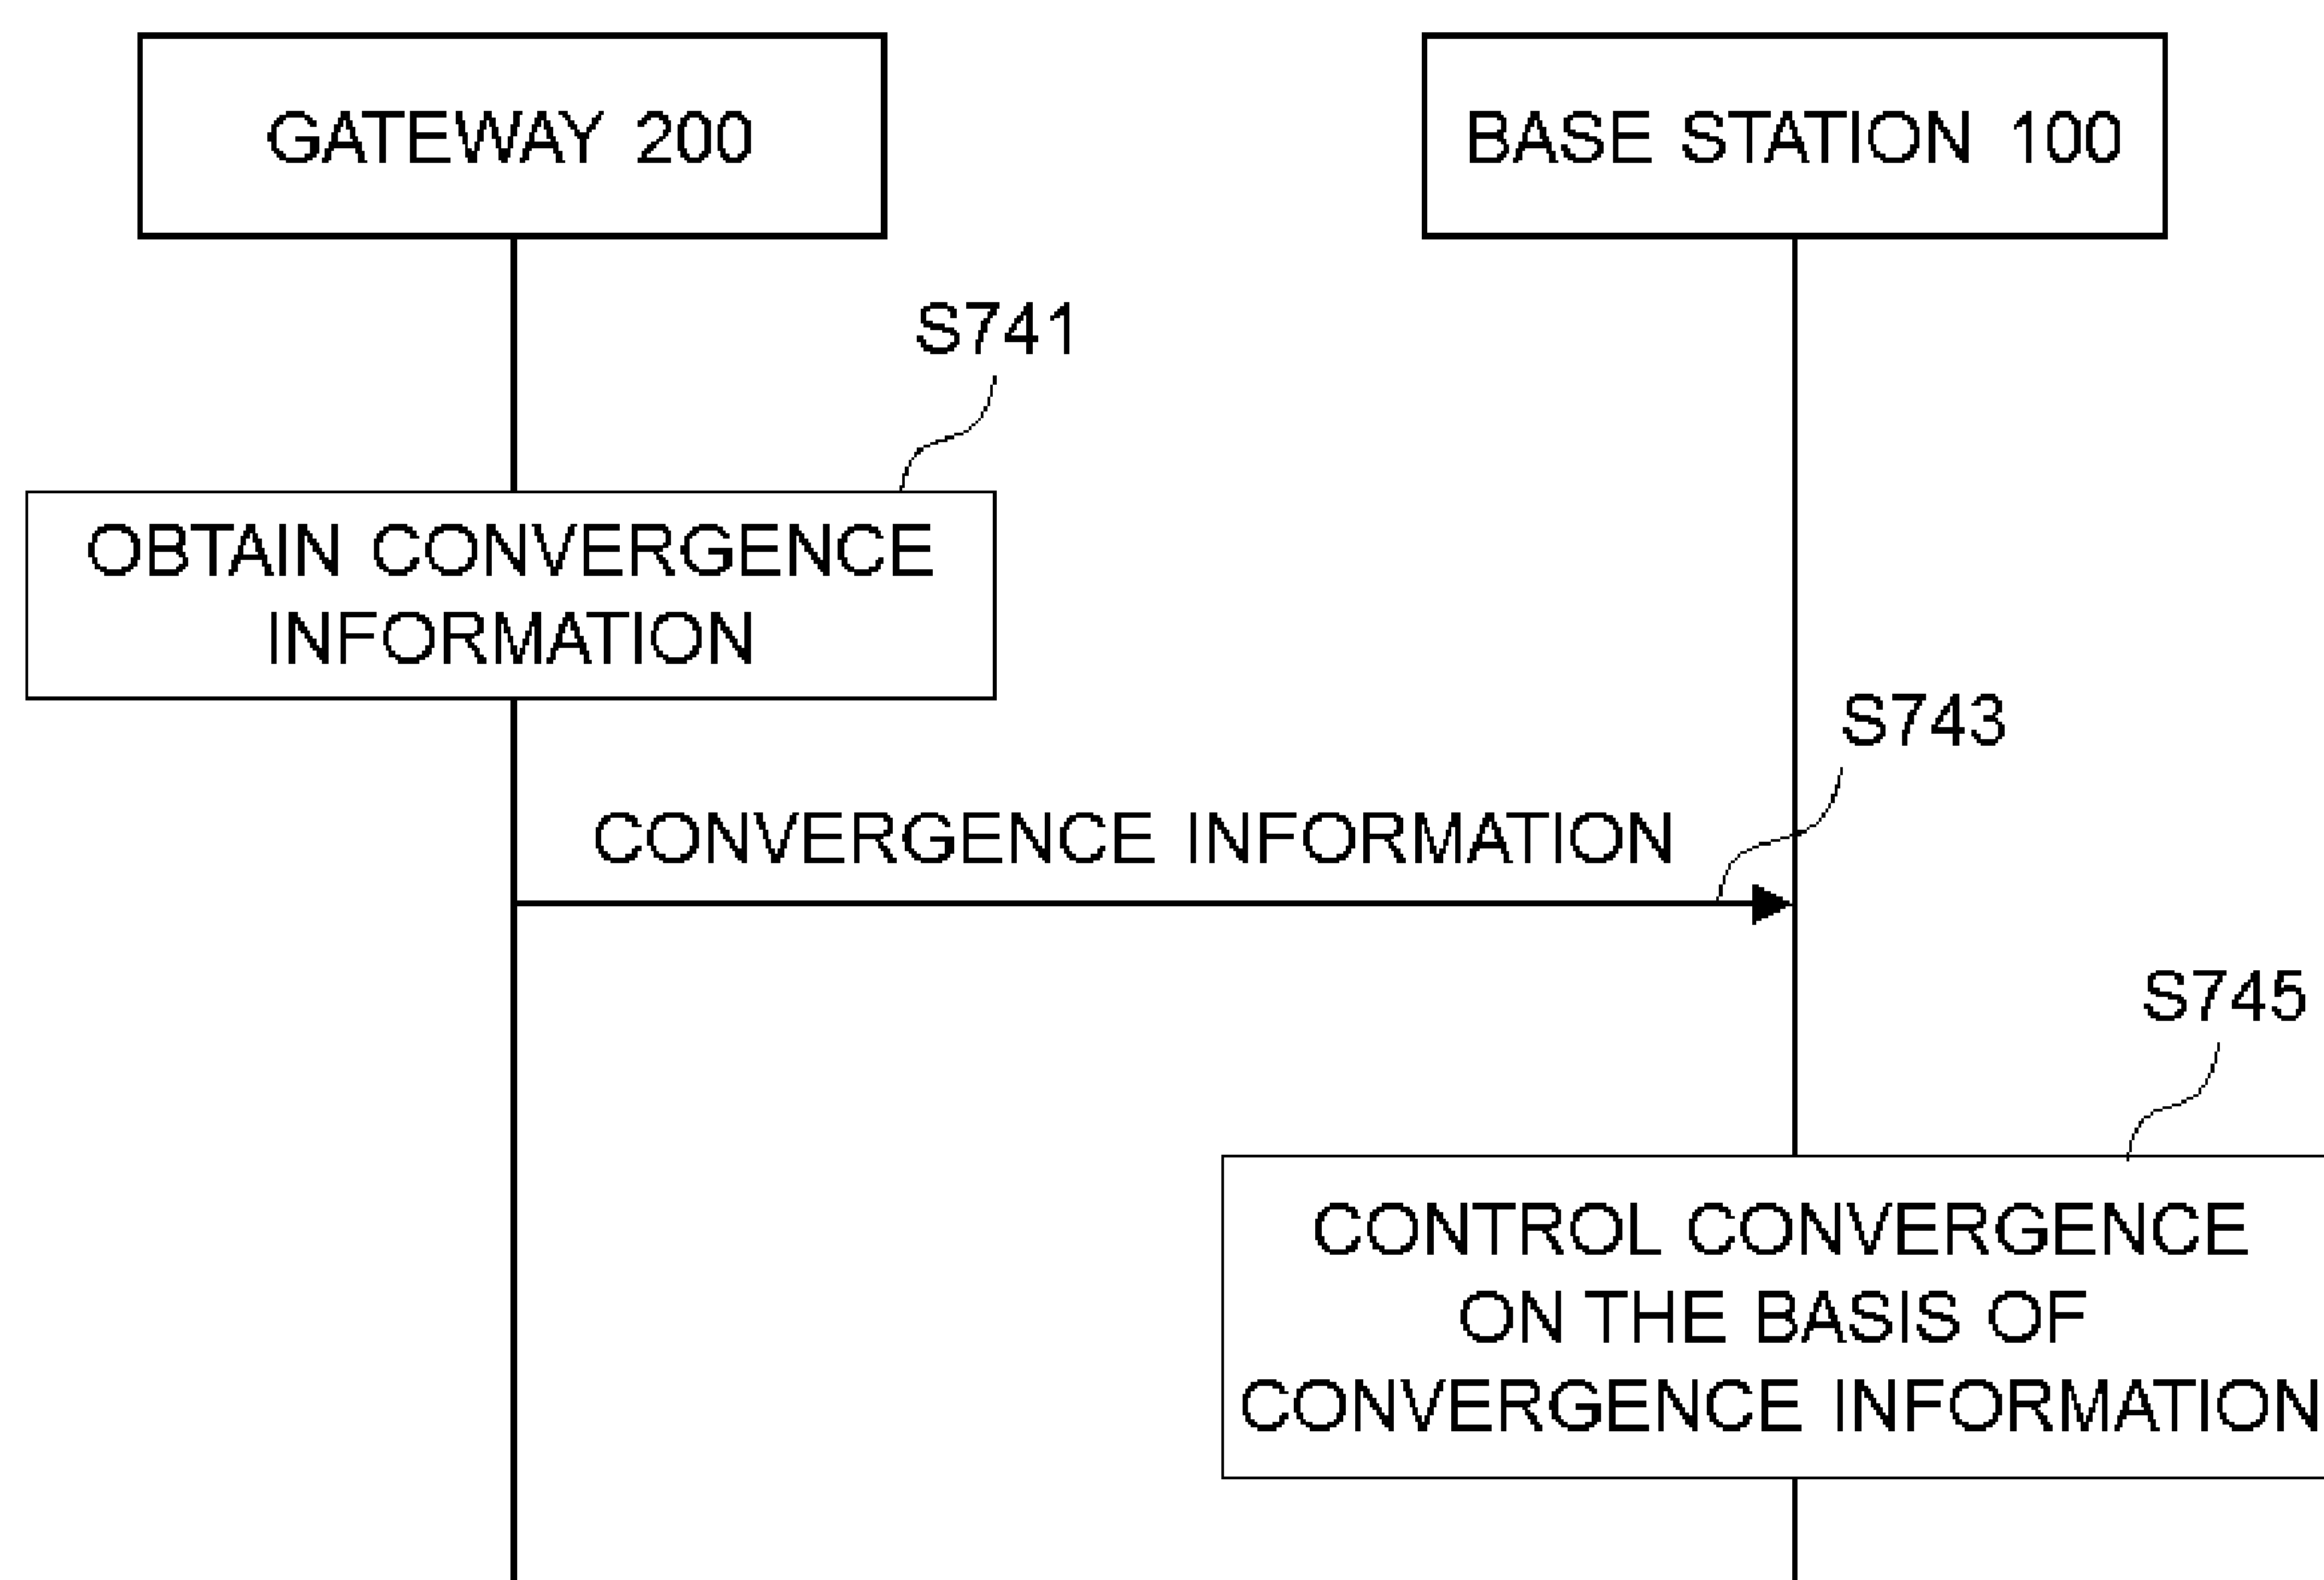 GATEWAY 200
BASE STATION 100
S741
OBTAIN CONVERGENCE
INFORMATION
S743
CONVERGENCE INFORMATION
S745
CONTROL CONVERGENCE
ON THE BASIS OF
CONVERGENCE INFORMATION